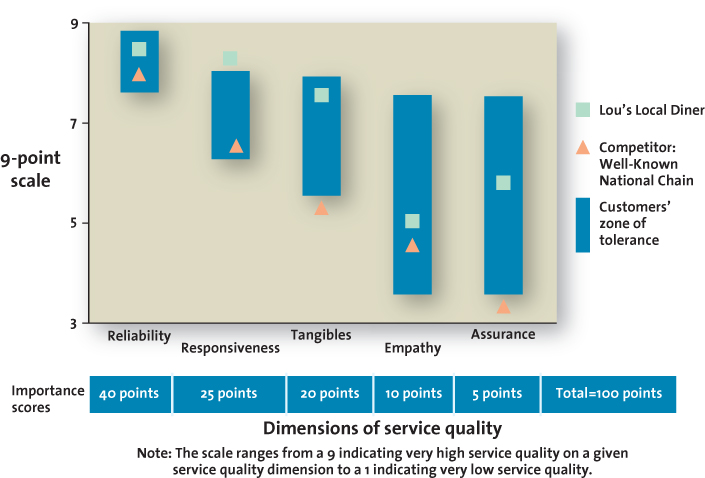 9
7
5
3
9-point
scale
Lou's Local Diner
Competitor:
Well-Known
National Chain
Customers'
zone of
tolerance
Reliability
Responsiveness
Tangibles
Empathy
Assurance
Importance
scores
40 points
25 points
20 points
10 points
5 points
Total=100 points
Dimensions of service quality
Note: The scale ranges from a 9 indicating very high service quality on a given
service quality dimension to a 1 indicating very low service quality.